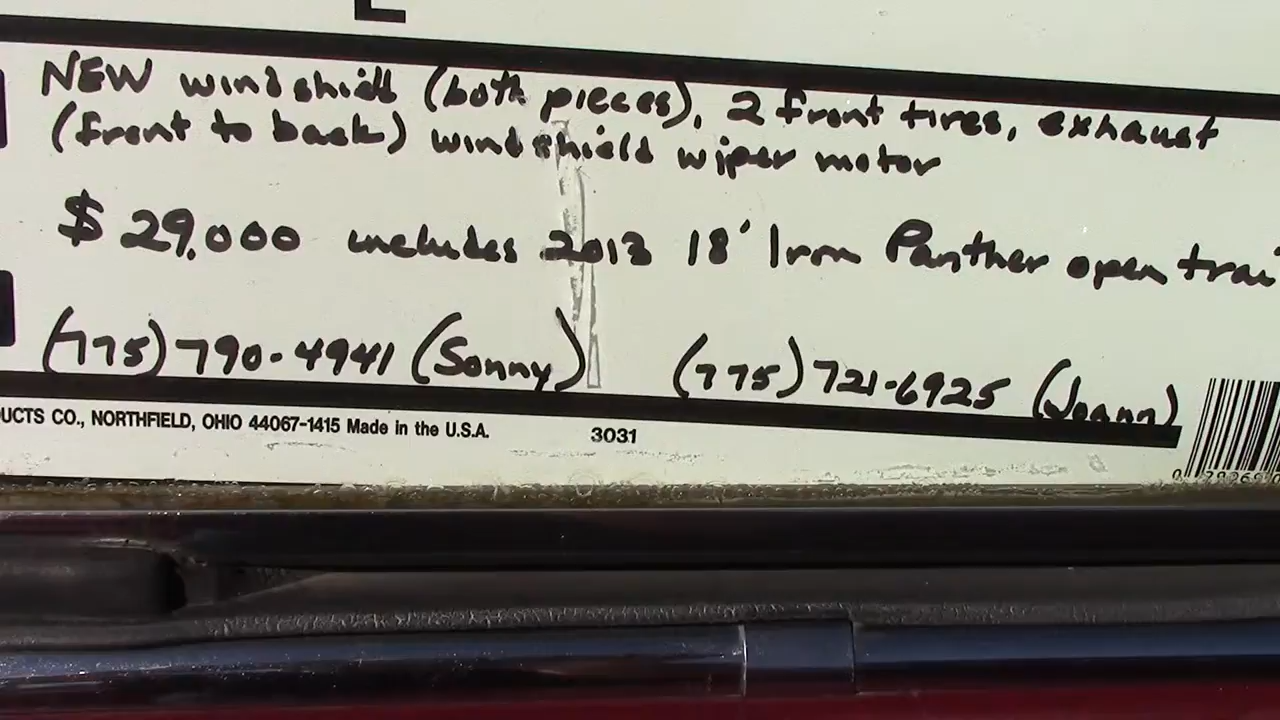 NEW windshield (both pieces), 2 front tires, exhaust
(front to back) windshield wiper motor
$29,000 includes 2013 18' Iron Panther open trai
(775) 790-4941 (Sonny) (775) 721-6925 (Joann)
UCTS CO., NORTHFIELD, OHIO 44067-1415 Made in the U.S.A. 3031